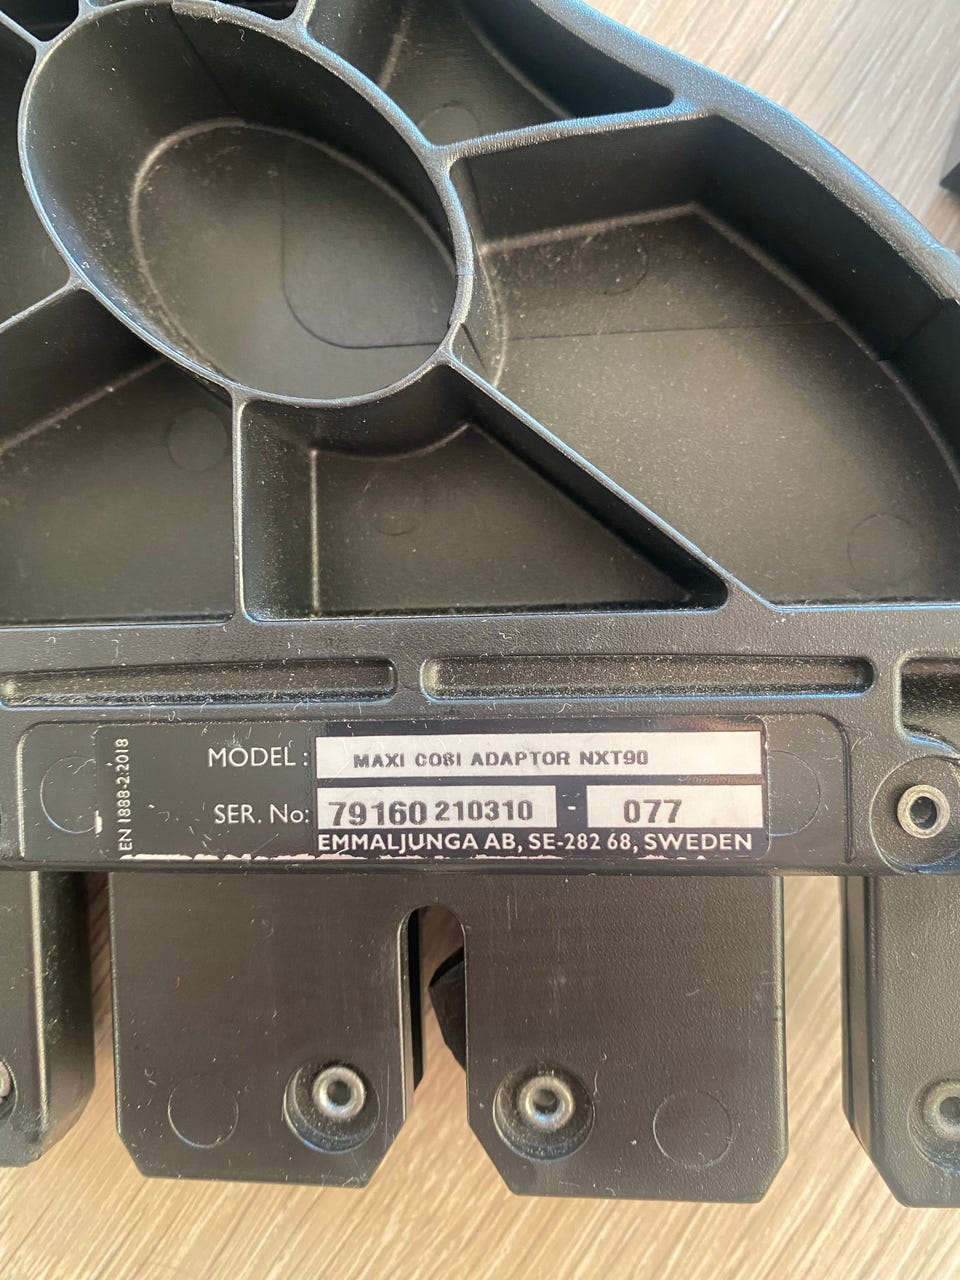 EN 1888-2:2018
MODEL : MAXI COSI ADAPTOR NXT90
SER. No: 79160 210310 - 077
EMMALJUNGA AB, SE-282 68, SWEDEN